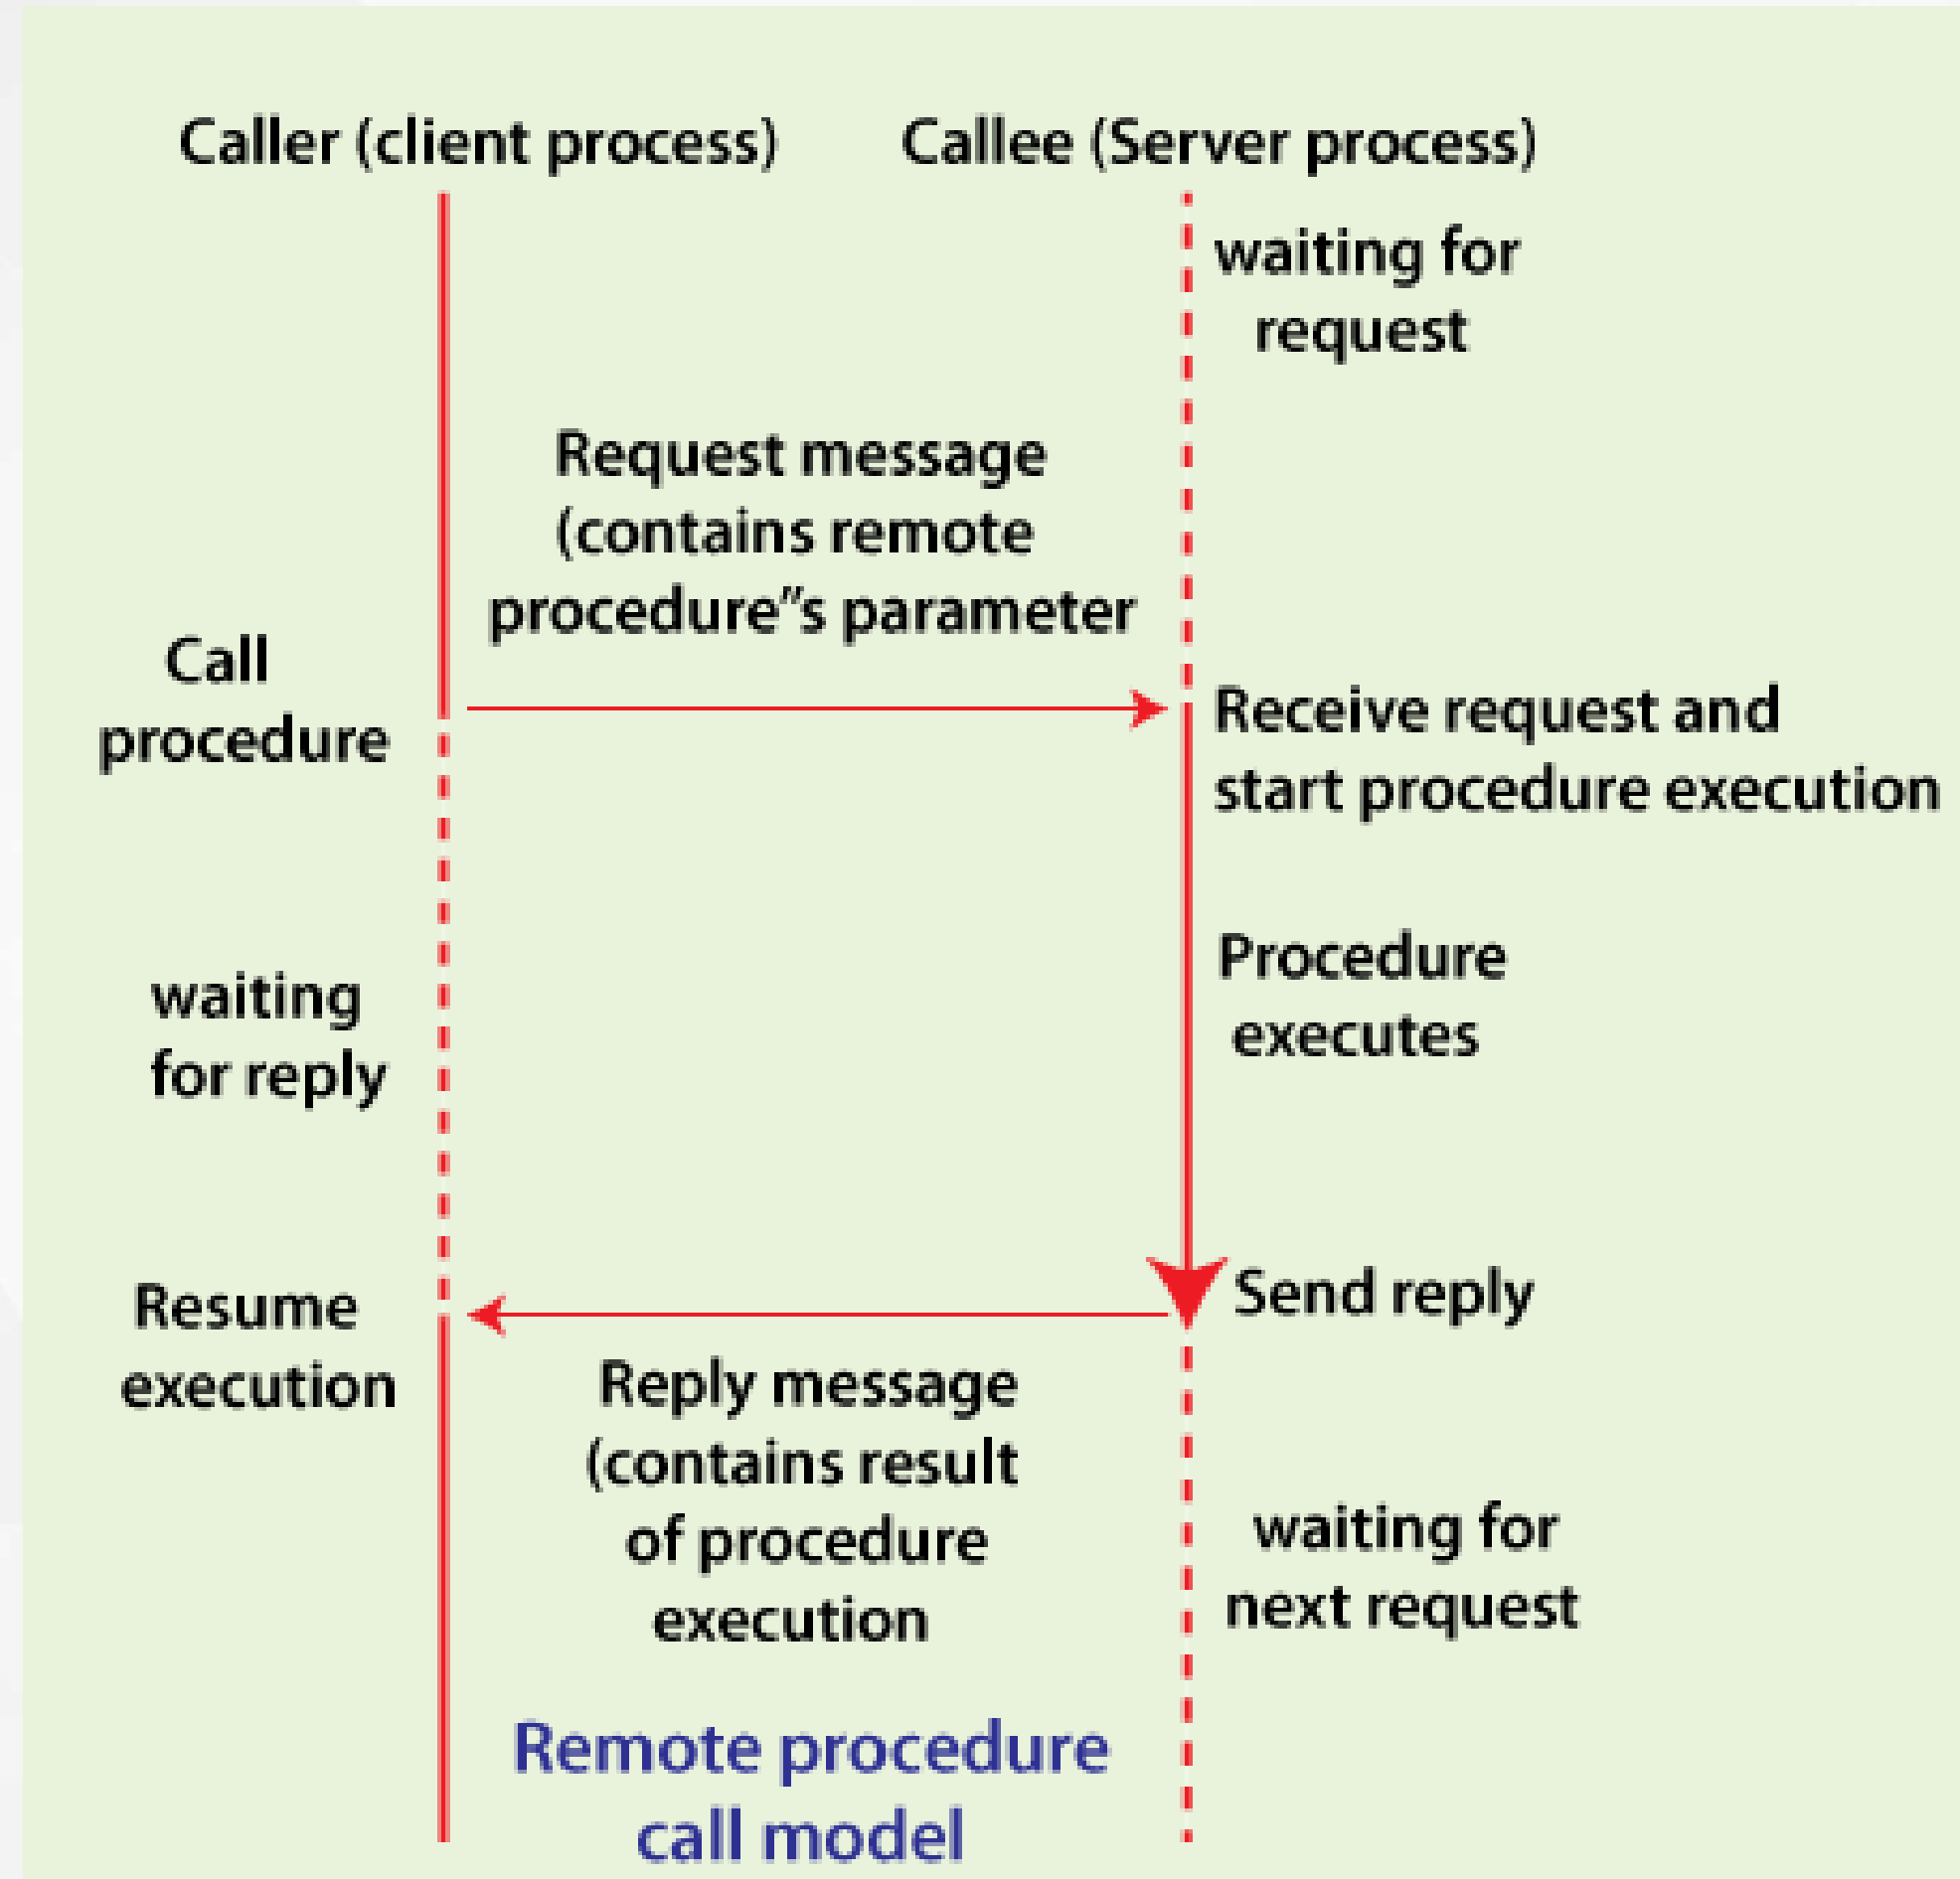 Caller (client process)
Callee (Server process)
waiting for
request
Request message
(contains remote
procedure"s parameter
Call
procedure
Receive request and
start procedure execution
Procedure
executes
waiting
for reply
Send reply
Resume
execution
Reply message
(contains result
of procedure
execution
waiting for
next request
Remote procedure
call model